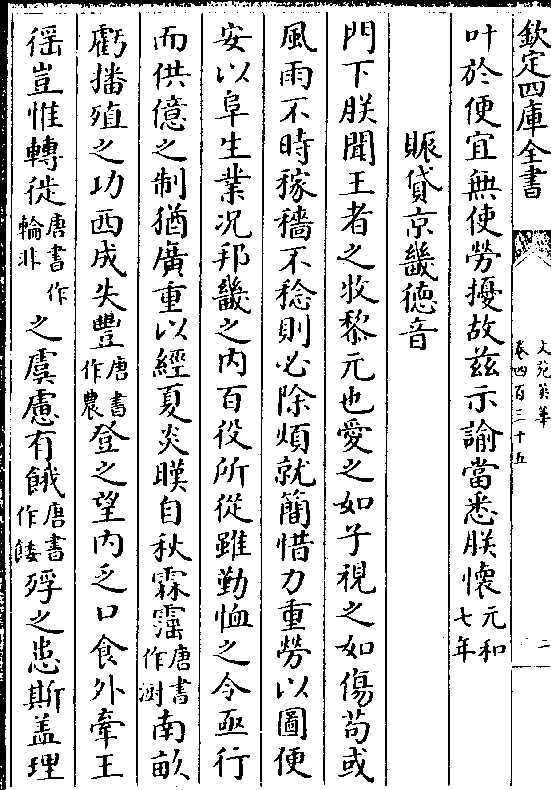 欽定四庫全書
文苑英華
卷四百三十五
二
叶於便宜無使勞擾故兹示諭當悉朕懷元和七年
賑貸京畿德音
門下朕聞王者之牧黎元也愛之如子視之如傷苟或
風雨不時稼穡不稔則必除煩就簡惜力重勞以圖便
安以阜生業况邦畿之内百役所從雖勤恤之令亟行
而供億之制猶廣重以經夏炎暵自秋霖霪唐書作澍南畝
虧播殖之功西成失豐唐書作農登之望内乏口食外牽王
徭豈惟轉徙唐書作輪非之虞慮有餓唐書作餧殍之患斯盖理